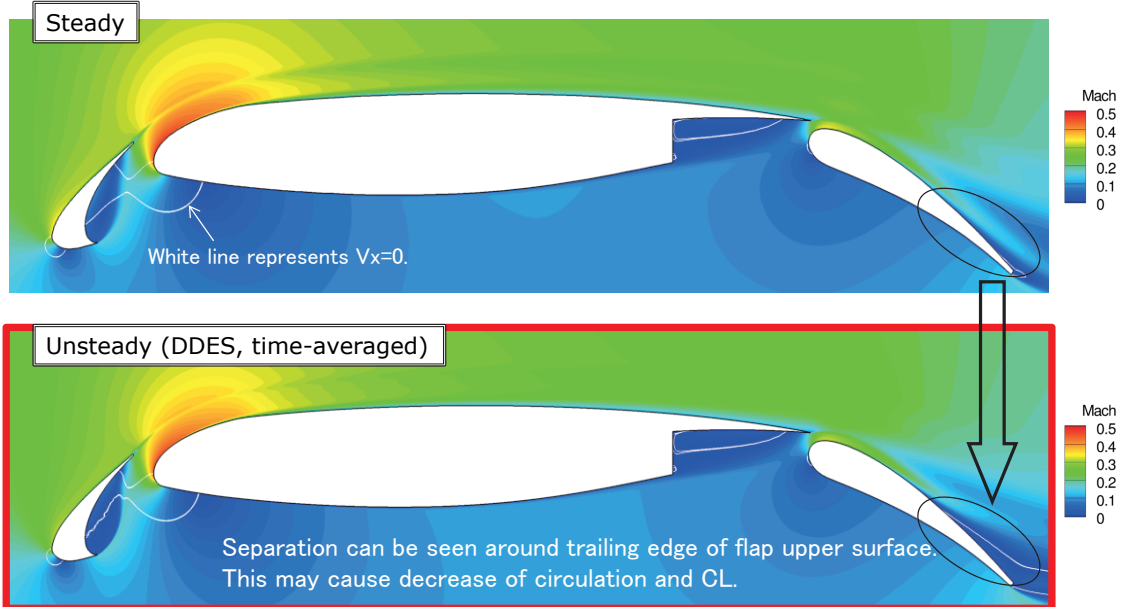 Steady
Mach
0.5
0.4
0.3
0.2
0.1
0
White line represents Vx=0.
Unsteady (DDES, time-averaged)
Mach
0.5
0.4
0.3
0.2
0.1
0
Separation can be seen around trailing edge of flap upper surface.
This may cause decrease of circulation and CL.